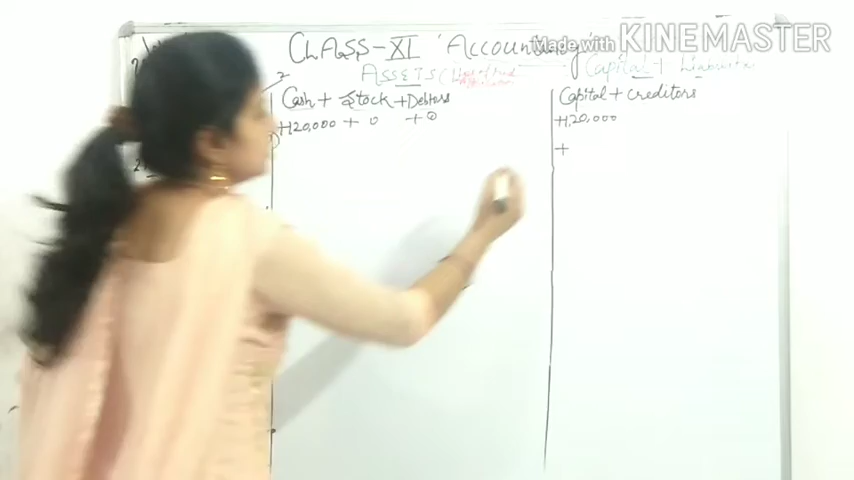 CLASS-XI Accounting
Made with KINEMASTER
ASSETS
Capital + Liabilities
Cash + Stock + Debtors
Capital + creditors
+1,20,000 + 0 + 0
+1,20,000
+